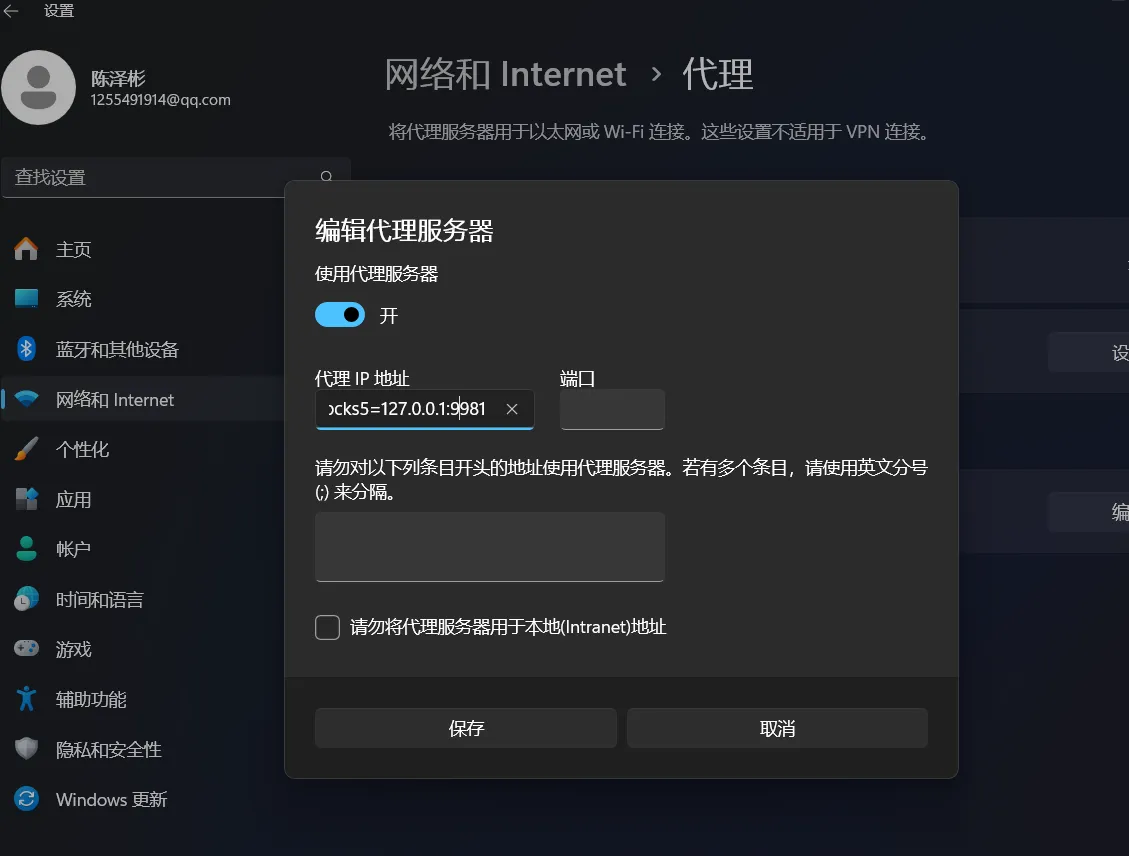 设置
陈泽彬
1255491914@qq.com
查找设置
主页
系统
蓝牙和其他设备
网络和 Internet
个性化
应用
帐户
时间和语言
游戏
辅助功能
隐私和安全性
Windows 更新
网络和 Internet › 代理
将代理服务器用于以太网或 Wi-Fi 连接。这些设置不适用于 VPN 连接。
编辑代理服务器
使用代理服务器
开
代理 IP 地址
端口
ocks5=127.0.0.1:9981
请勿对以下列条目开头的地址使用代理服务器。若有多个条目，请使用英文分号
(;) 来分隔。
请勿将代理服务器用于本地(Intranet)地址
保存
取消
设
编